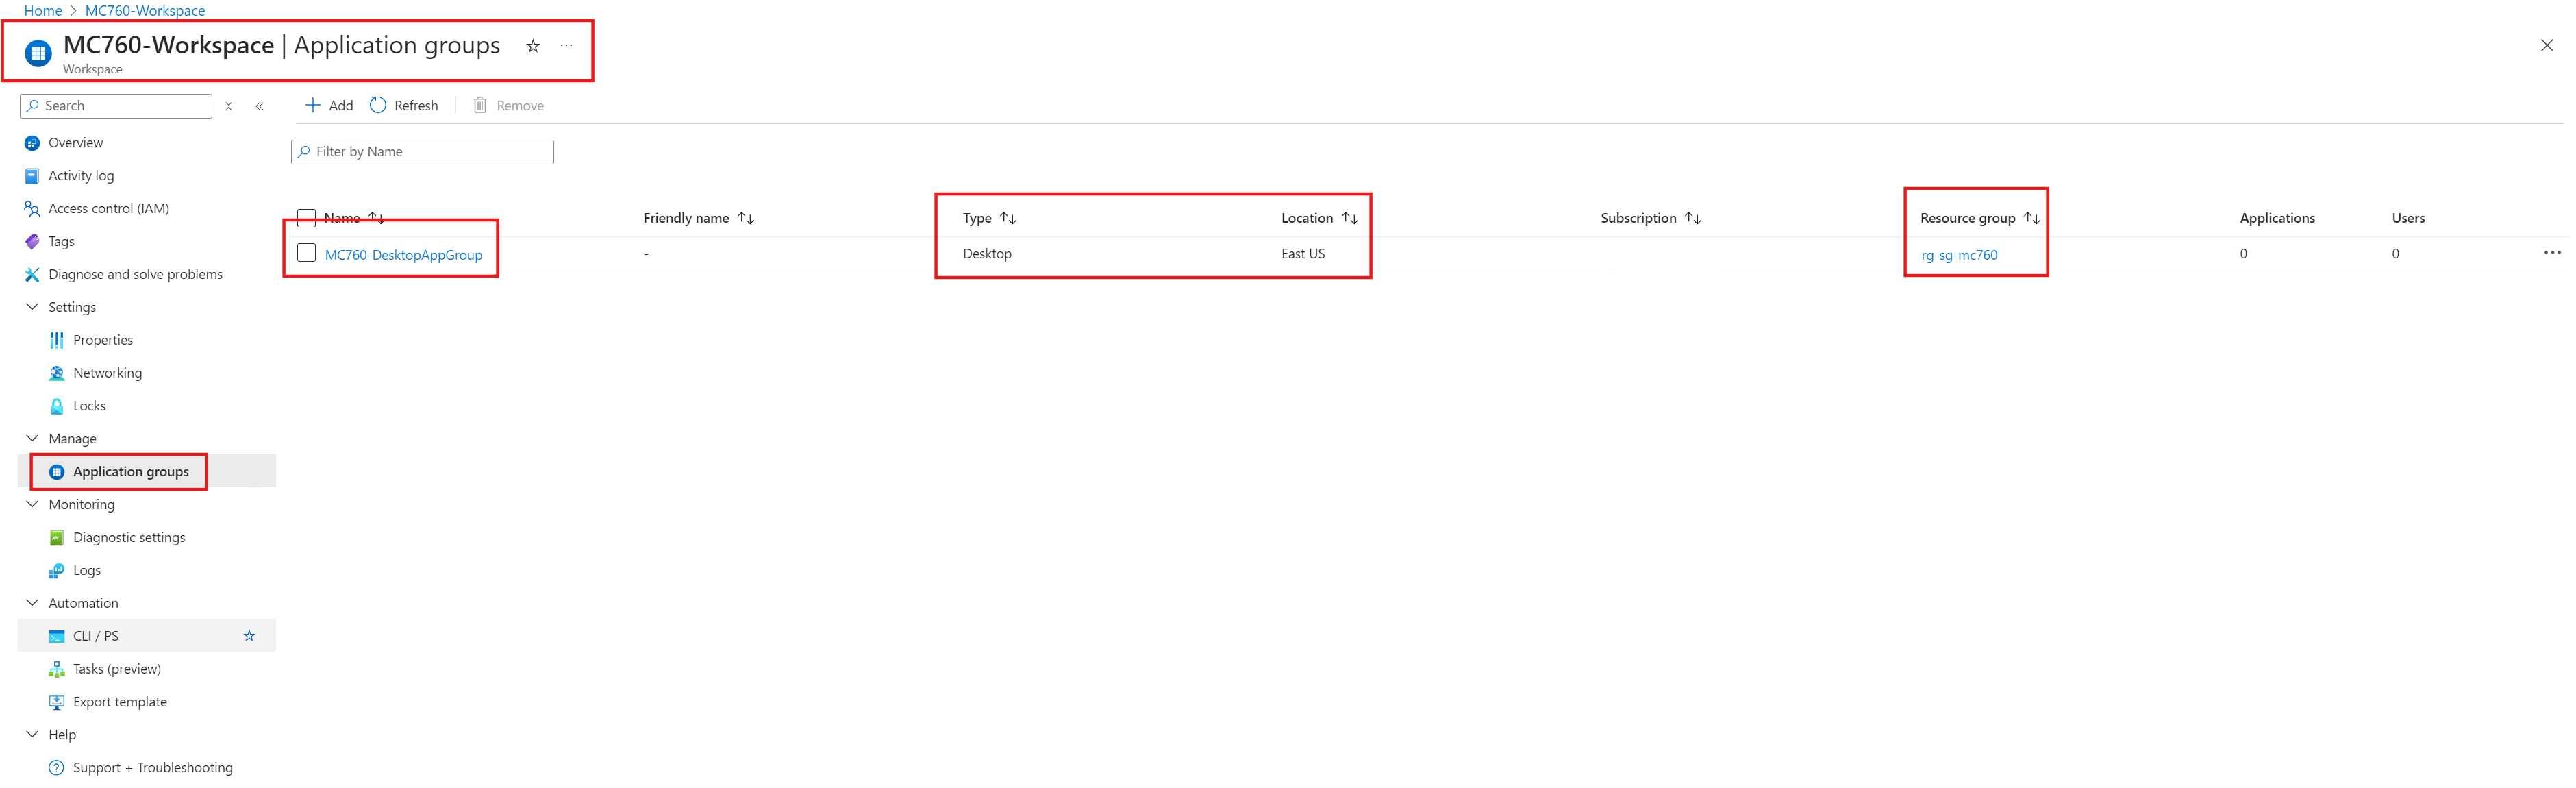 Home > MC760-Workspace
MC760-Workspace | Application groups
Workspace
Search
Add Refresh Remove
Filter by Name
Overview
Activity log
Access control (IAM)
Tags
Diagnose and solve problems
Settings
Properties
Networking
Locks
Manage
Application groups
Monitoring
Diagnostic settings
Logs
Automation
CLI / PS
Tasks (preview)
Export template
Help
Support + Troubleshooting
Name Friendly name Type Location Subscription Resource group Applications Users
MC760-DesktopAppGroup - Desktop East US rg-sg-mc760 0 0